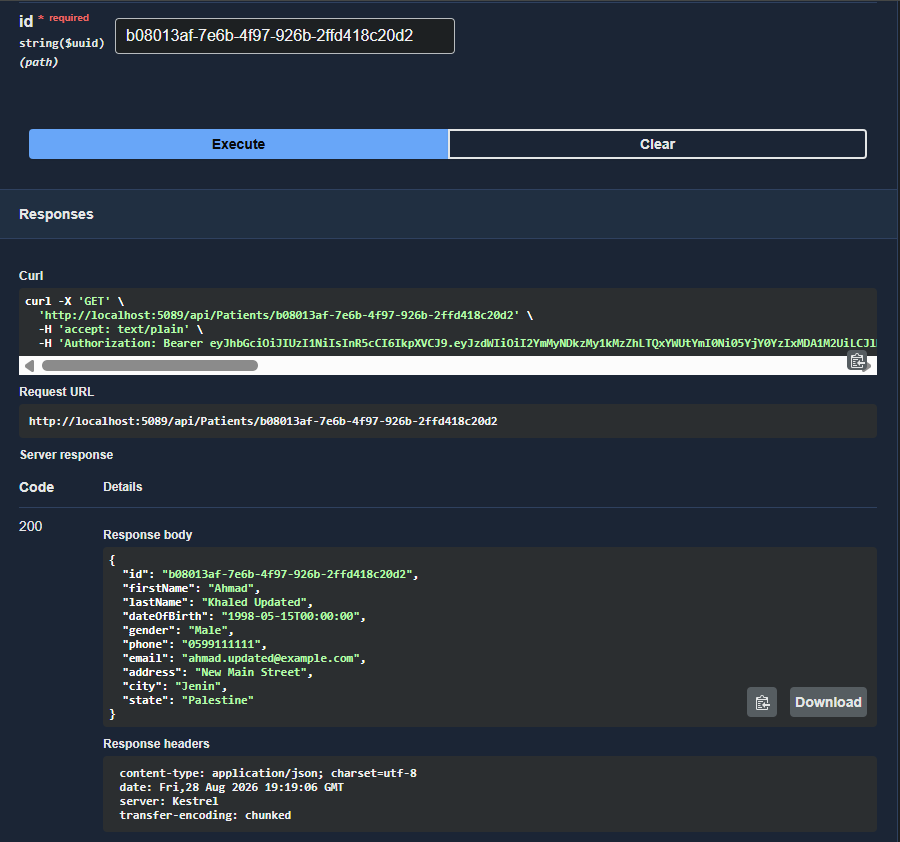 id * required
string($uuid)
(path)
b08013af-7e6b-4f97-926b-2ffd418c20d2
Execute
Clear
Responses
Curl
curl -X 'GET' \
  'http://localhost:5089/api/Patients/b08013af-7e6b-4f97-926b-2ffd418c20d2' \
  -H 'accept: text/plain' \
  -H 'Authorization: Bearer eyJhbGciOiJIUzI1NiIsInR5cCI6IkpXVCJ9.eyJzdWIiOiI2YmMyNDkzMy1kMzZhLTQxYWUtYmI0Ni05YjY0YzIxMDA1M2UiLCJl
Request URL
http://localhost:5089/api/Patients/b08013af-7e6b-4f97-926b-2ffd418c20d2
Server response
Code Details
200
Response body
{
  "id": "b08013af-7e6b-4f97-926b-2ffd418c20d2",
  "firstName": "Ahmad",
  "lastName": "Khaled Updated",
  "dateOfBirth": "1998-05-15T00:00:00",
  "gender": "Male",
  "phone": "0599111111",
  "email": "ahmad.updated@example.com",
  "address": "New Main Street",
  "city": "Jenin",
  "state": "Palestine"
}
Download
Response headers
content-type: application/json; charset=utf-8
date: Fri,28 Aug 2026 19:19:06 GMT
server: Kestrel
transfer-encoding: chunked